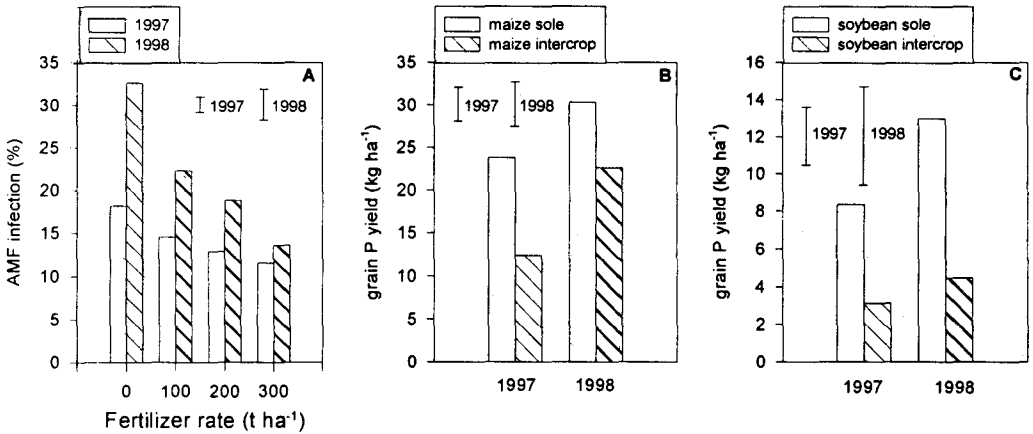 1997
1998
35
30
25
20
15
10
5
0
AMF infection (%)
A
1997
1998
0 100 200 300
Fertilizer rate (t ha⁻¹)
maize sole
maize intercrop
35
30
25
20
15
10
5
0
grain P yield (kg ha⁻¹)
B
1997
1998
1997 1998
soybean sole
soybean intercrop
16
14
12
10
8
6
4
2
0
grain P yield (kg ha⁻¹)
C
1997
1998
1997 1998